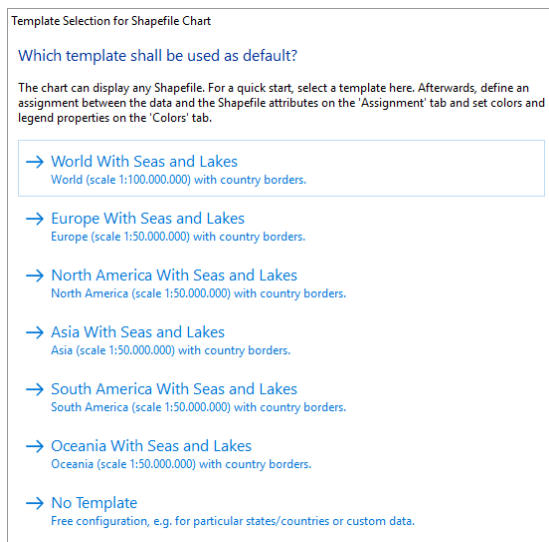 Template Selection for Shapefile Chart
Which template shall be used as default?
The chart can display any Shapefile. For a quick start, select a template here. Afterwards, define an
assignment between the data and the Shapefile attributes on the 'Assignment' tab and set colors and
legend properties on the 'Colors' tab.
World With Seas and Lakes
World (scale 1:100.000.000) with country borders.
Europe With Seas and Lakes
Europe (scale 1:50.000.000) with country borders.
North America With Seas and Lakes
North America (scale 1:50.000.000) with country borders.
Asia With Seas and Lakes
Asia (scale 1:50.000.000) with country borders.
South America With Seas and Lakes
South America (scale 1:50.000.000) with country borders.
Oceania With Seas and Lakes
Oceania (scale 1:50.000.000) with country borders.
No Template
Free configuration, e.g. for particular states/countries or custom data.